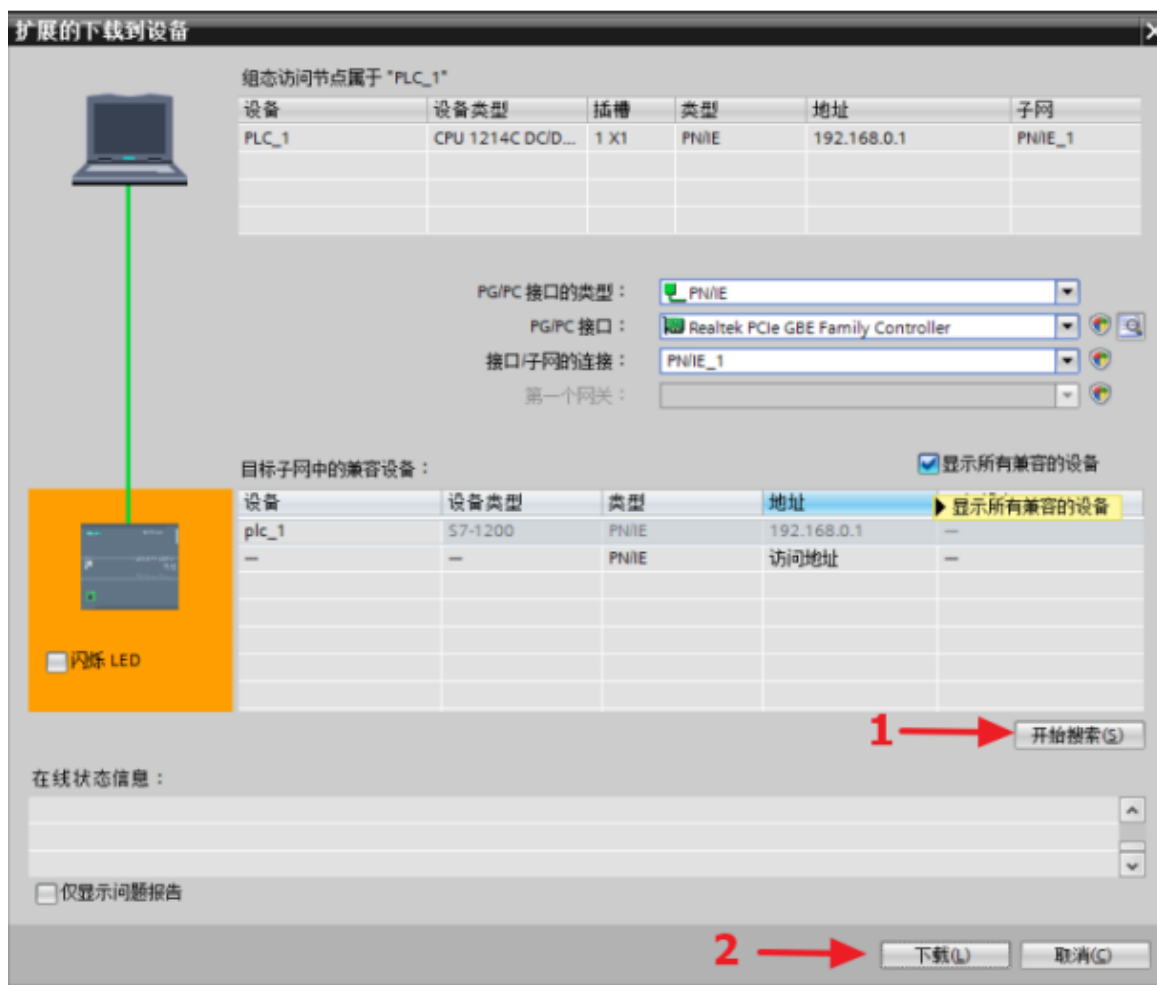 扩展的下载到设备
组态访问节点属于 "PLC_1"
设备 设备类型 插槽 类型 地址 子网
PLC_1 CPU 1214C DC/D... 1 X1 PN/IE 192.168.0.1 PN/IE_1
PG/PC 接口的类型： PN/IE
PG/PC 接口： Realtek PCIe GBE Family Controller
接口/子网的连接： PN/IE_1
第一个网关：
目标子网中的兼容设备： 显示所有兼容的设备
设备 设备类型 类型 地址 显示所有兼容的设备
plc_1 S7-1200 PN/IE 192.168.0.1 —
— — PN/IE 访问地址 —
闪烁 LED
1 开始搜索(S)
在线状态信息：
仅显示问题报告
2 下载(L) 取消(C)